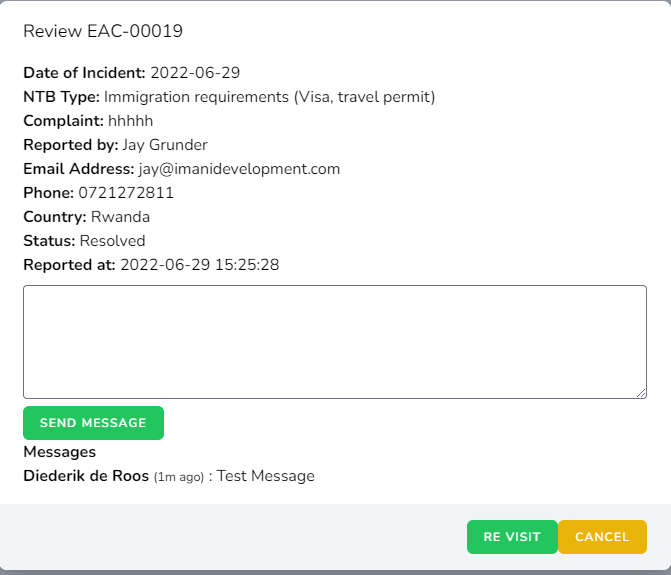 Review EAC-00019
Date of Incident: 2022-06-29
NTB Type: Immigration requirements (Visa, travel permit)
Complaint: hhhhh
Reported by: Jay Grunder
Email Address: jay@imanidevelopment.com
Phone: 0721272811
Country: Rwanda
Status: Resolved
Reported at: 2022-06-29 15:25:28
SEND MESSAGE
Messages
Diederik de Roos (1m ago) : Test Message
RE VISIT CANCEL